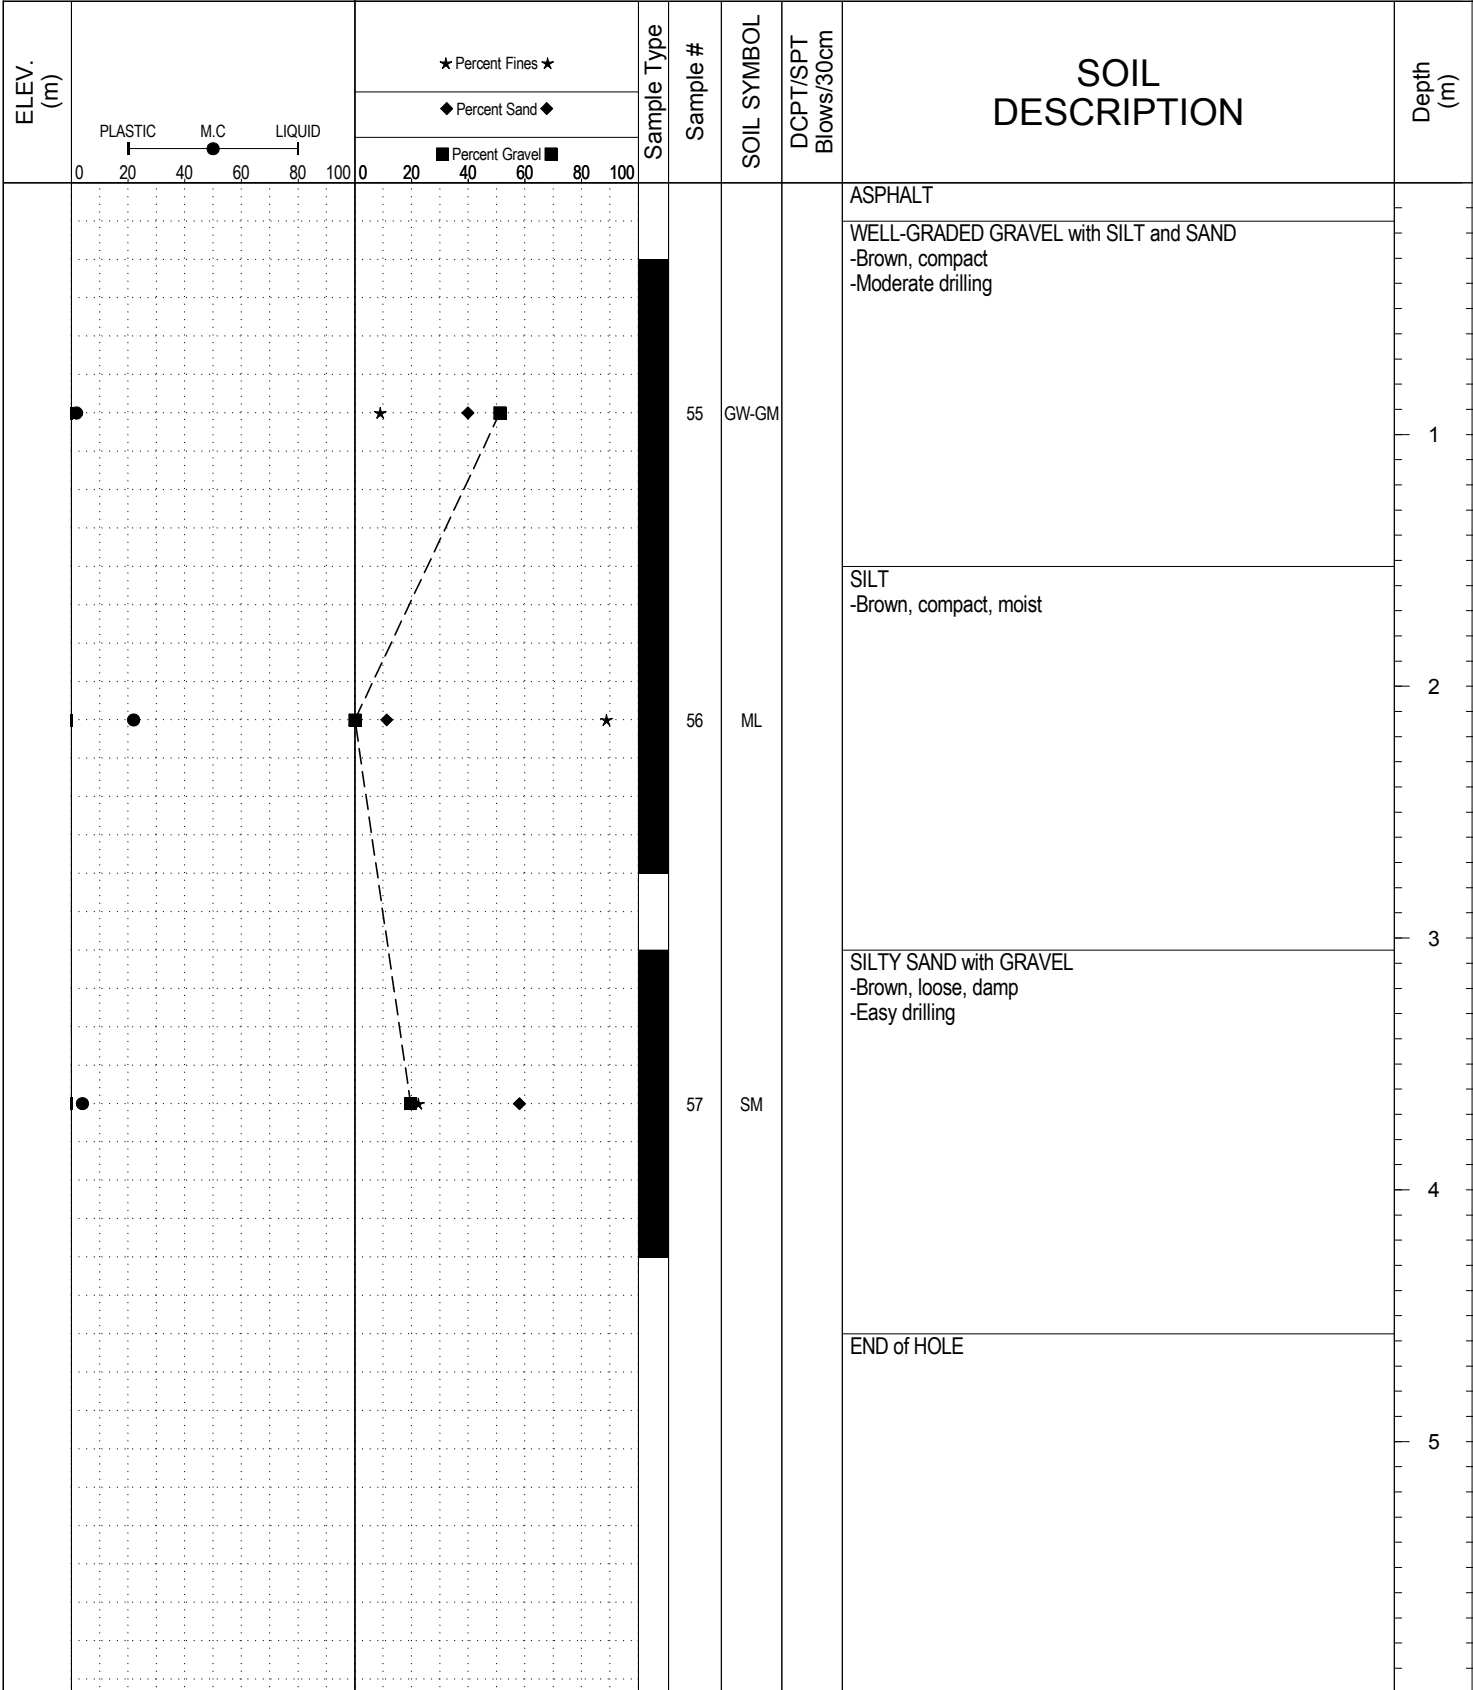 ELEV.
(m)
PLASTIC M.C LIQUID
0 20 40 60 80 100
★ Percent Fines ★
◆ Percent Sand ◆
■ Percent Gravel ■
0 20 40 60 80 100
Sample Type
Sample #
SOIL SYMBOL
DCPT/SPT
Blows/30cm
SOIL
DESCRIPTION
Depth
(m)
ASPHALT
WELL-GRADED GRAVEL with SILT and SAND
-Brown, compact
-Moderate drilling
55 GW-GM
1
SILT
-Brown, compact, moist
2
56 ML
3
SILTY SAND with GRAVEL
-Brown, loose, damp
-Easy drilling
57 SM
4
END of HOLE
5